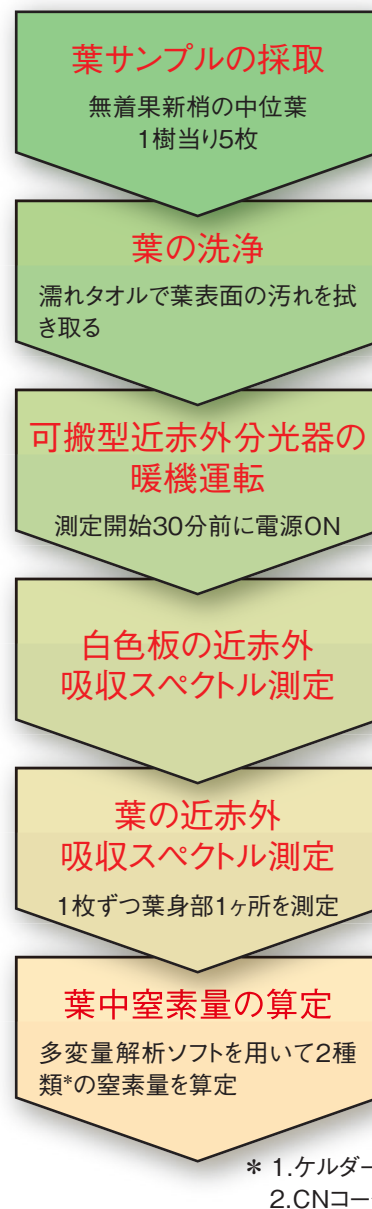 葉サンプルの採取
無着果新梢の中位葉
1樹当り5枚
葉の洗浄
濡れタオルで葉表面の汚れを拭
き取る
可搬型近赤外分光器の
暖機運転
測定開始30分前に電源ON
白色板の近赤外
吸収スペクトル測定
葉の近赤外
吸収スペクトル測定
1枚ずつ葉身部1ヶ所を測定
葉中窒素量の算定
多変量解析ソフトを用いて2種
類*の窒素量を算定
* 1.ケルダー
2.CNコー